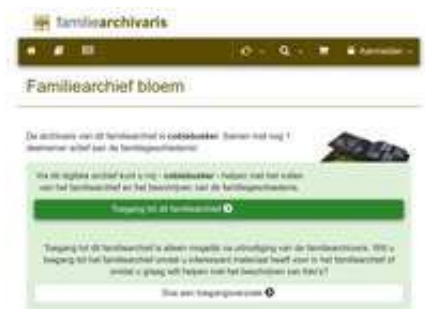 familiearchivaris
Aanmelden
Familiearchief bloem
De archivaris van dit familiearchief is cobiebusker. Samen met nog 1
deelnemer actief aan de familiegeschiedenis!
Via dit digitale archief kunt u mij - cobiebusker - helpen met het vullen
van het familiearchief en het beschrijven van de familiegeschiedenis.
Toegang tot dit familiearchief
Toegang tot dit familiearchief is alleen mogelijk na uitnodiging van de familiearchivaris. Wilt u
toegang tot het familiearchief omdat u interessant materiaal heeft voor in het familiearchief of
omdat u graag wilt helpen met het beschrijven van foto's?
Doe een toegangsverzoek